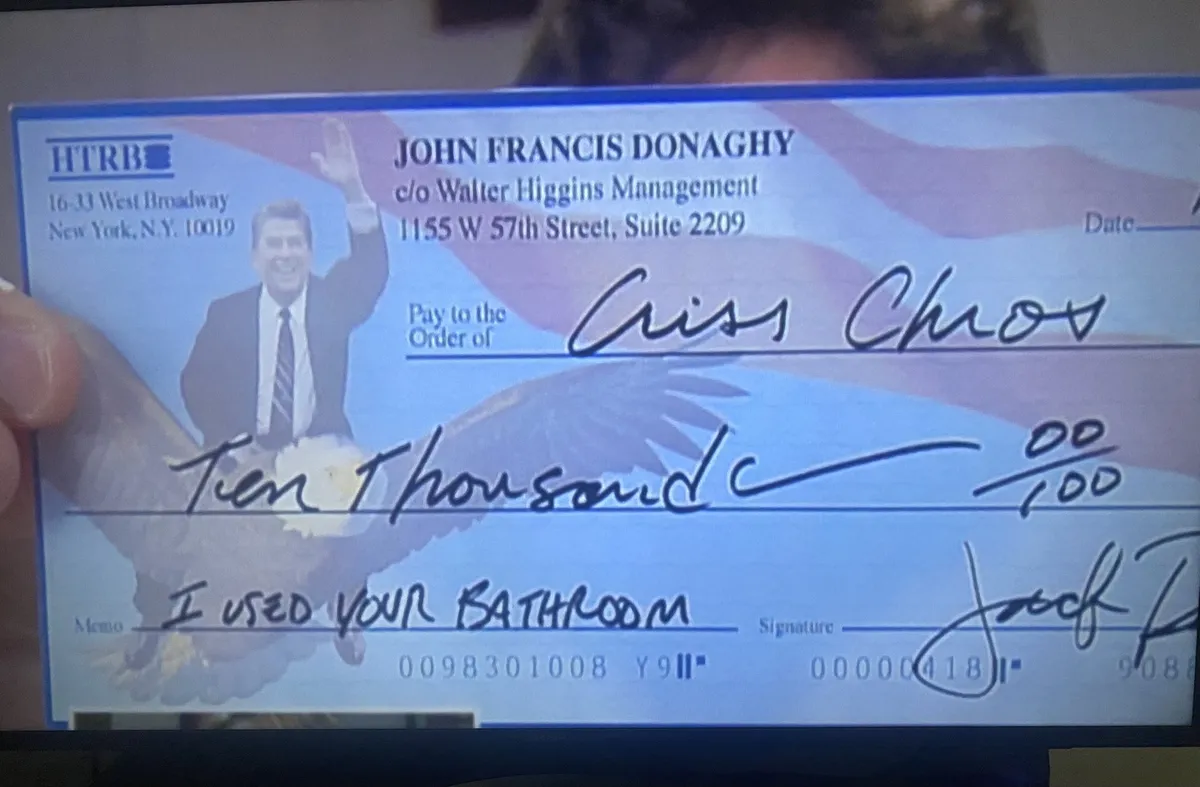 HTRB
16-33 West Broadway
New York, N.Y. 10019
JOHN FRANCIS DONAGHY
c/o Walter Higgins Management
1155 W 57th Street, Suite 2209
Date
Pay to the
Order of
Criss Chros
Ten Thousand 00/100
Memo I USED YOUR BATHROOM
Signature Jack D
0098301008 Y9 00000418 908